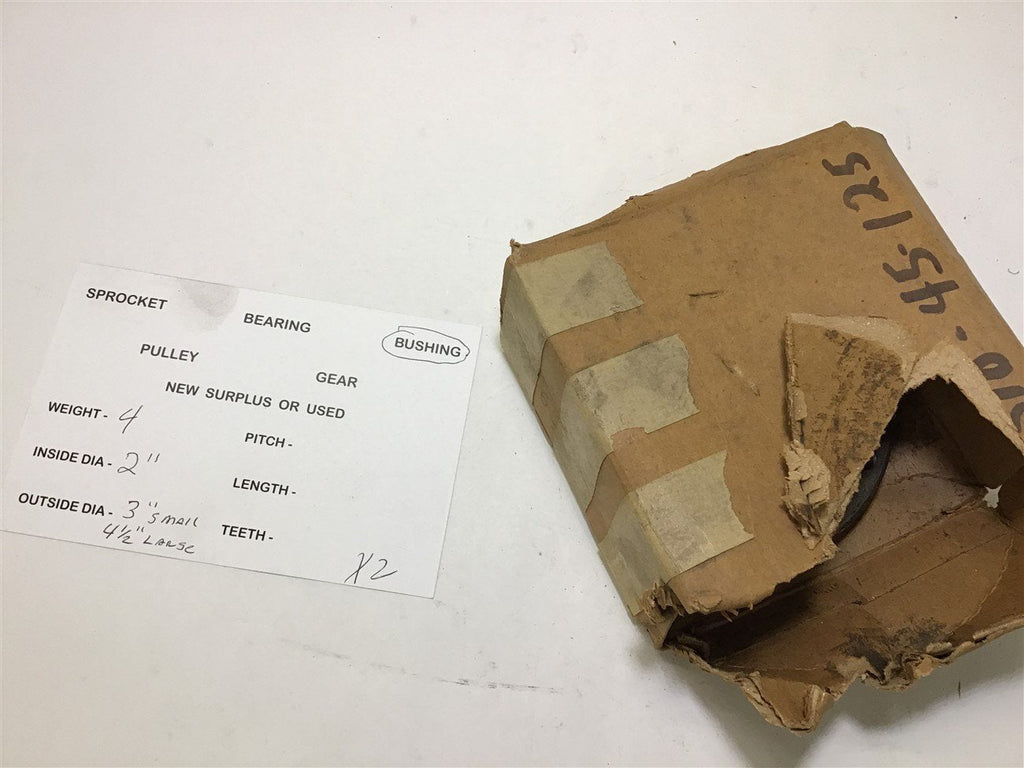 SPROCKET
BEARING
BUSHING
PULLEY
GEAR
NEW SURPLUS OR USED
WEIGHT - 4
PITCH -
INSIDE DIA - 2"
LENGTH -
OUTSIDE DIA - 3" SMALL
4½" LARGE
TEETH -
X2
45-125